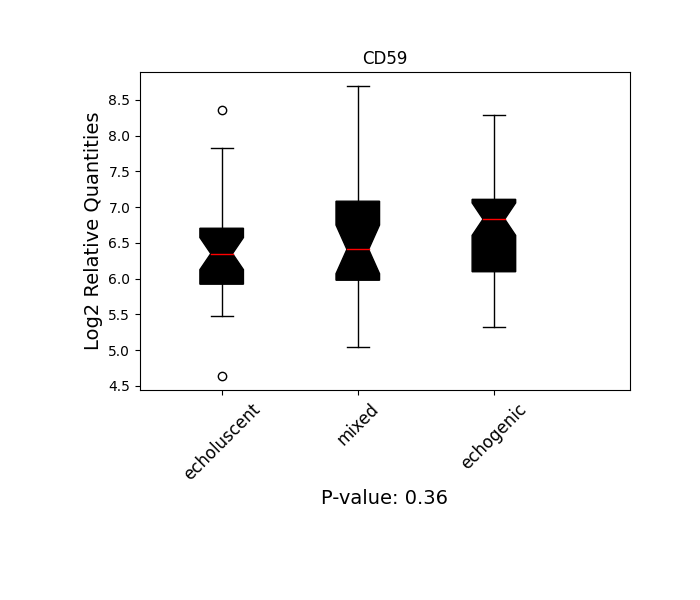 CD59
Log2 Relative Quantities
8.5
8.0
7.5
7.0
6.5
6.0
5.5
5.0
4.5
echoluscent
mixed
echogenic
P-value: 0.36